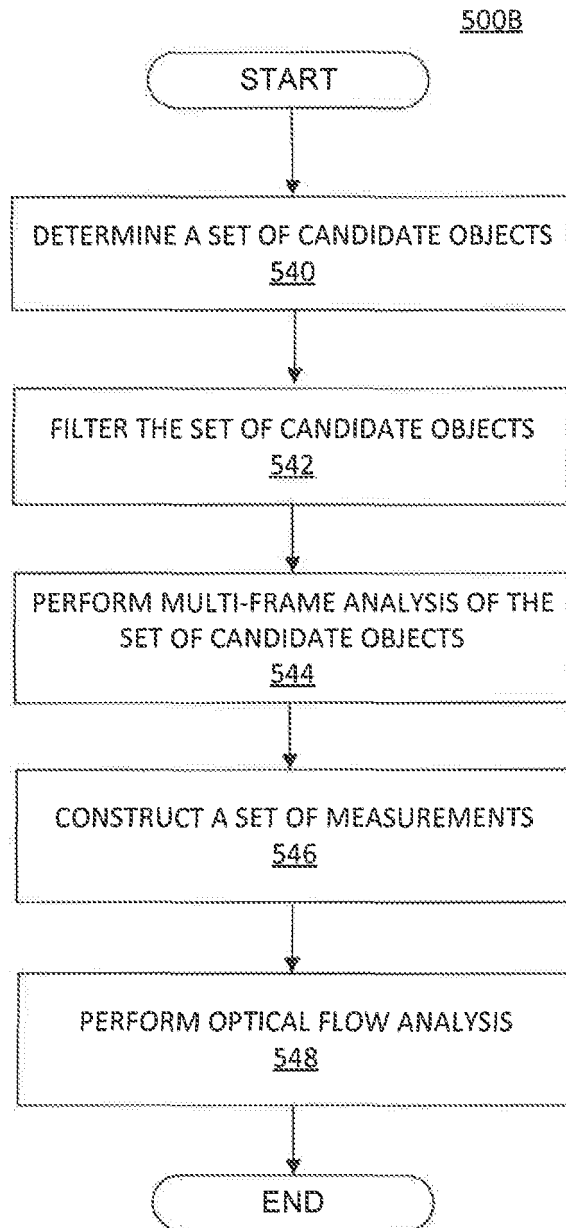 500B
START
DETERMINE A SET OF CANDIDATE OBJECTS
540
FILTER THE SET OF CANDIDATE OBJECTS
542
PERFORM MULTI-FRAME ANALYSIS OF THE
SET OF CANDIDATE OBJECTS
544
CONSTRUCT A SET OF MEASUREMENTS
546
PERFORM OPTICAL FLOW ANALYSIS
548
END